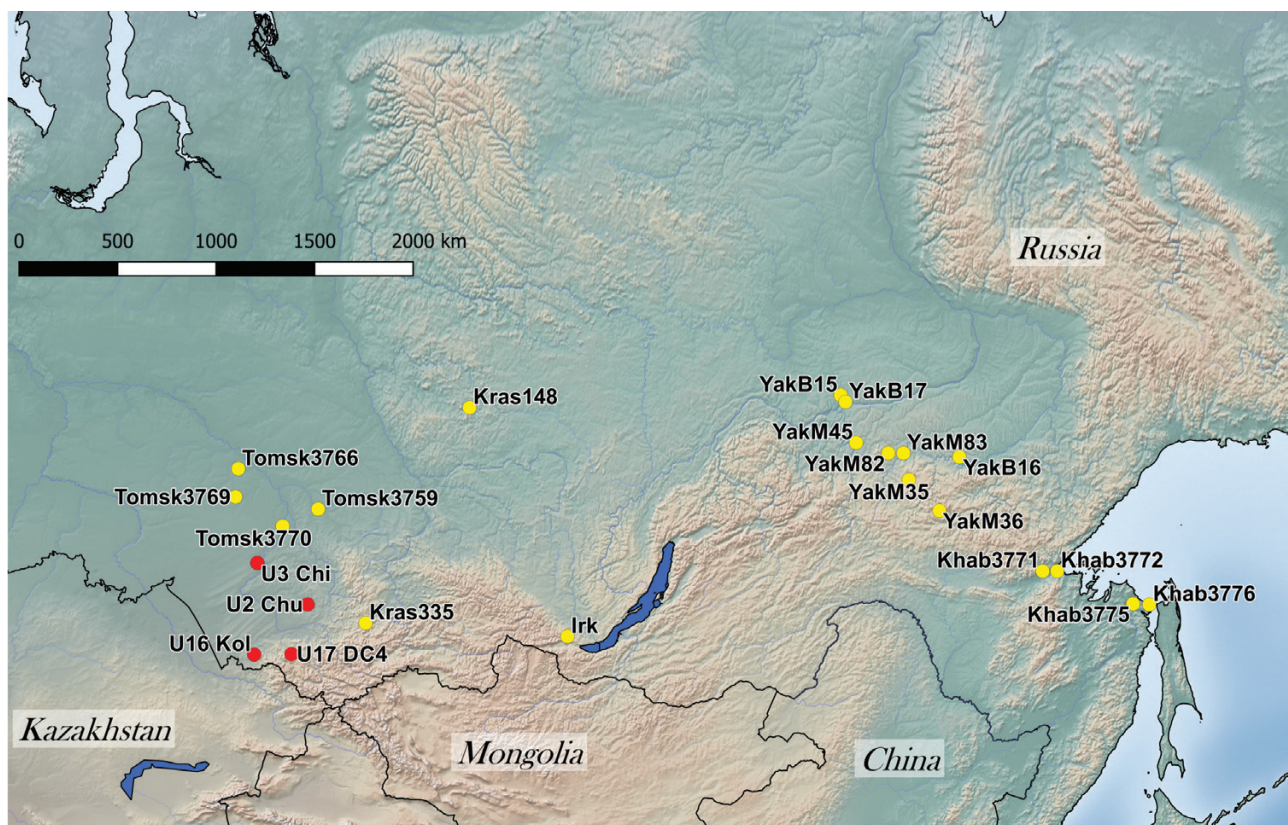 0 500 1000 1500 2000 km
Russia
YakB15
YakB17
Kras148
YakM45
YakM83
YakM82
YakB16
Tomsk3766
YakM35
Tomsk3769
Tomsk3759
YakM36
Tomsk3770
Khab3771
Khab3772
U3 Chi
U2 Chu
Kras335
Khab3775
Khab3776
Irk
U16 Kol
U17 DC4
Kazakhstan
Mongolia
China